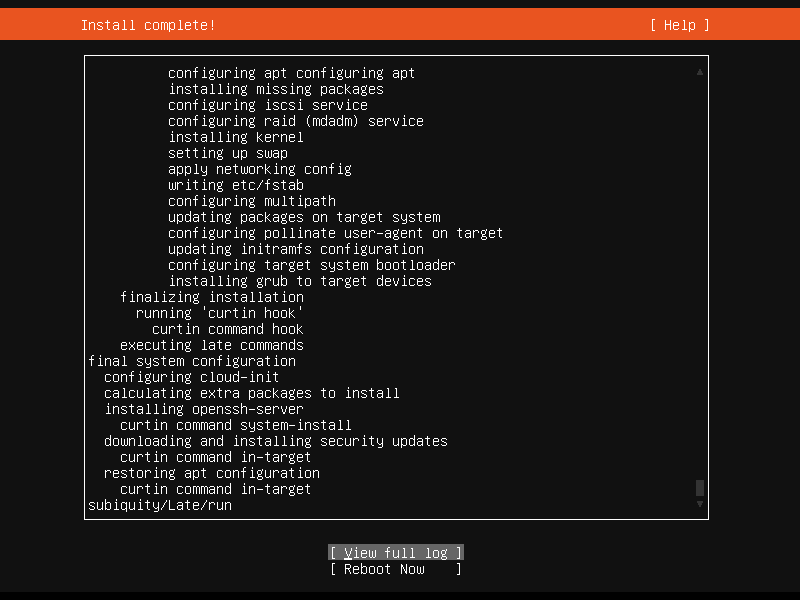 Install complete! [ Help ]
configuring apt configuring apt
installing missing packages
configuring iscsi service
configuring raid (mdadm) service
installing kernel
setting up swap
apply networking config
writing etc/fstab
configuring multipath
updating packages on target system
configuring pollinate user-agent on target
updating initramfs configuration
configuring target system bootloader
installing grub to target devices
finalizing installation
running 'curtin hook'
curtin command hook
executing late commands
final system configuration
configuring cloud-init
calculating extra packages to install
installing openssh-server
curtin command system-install
downloading and installing security updates
curtin command in-target
restoring apt configuration
curtin command in-target
subiquity/Late/run
[ View full log ]
[ Reboot Now ]